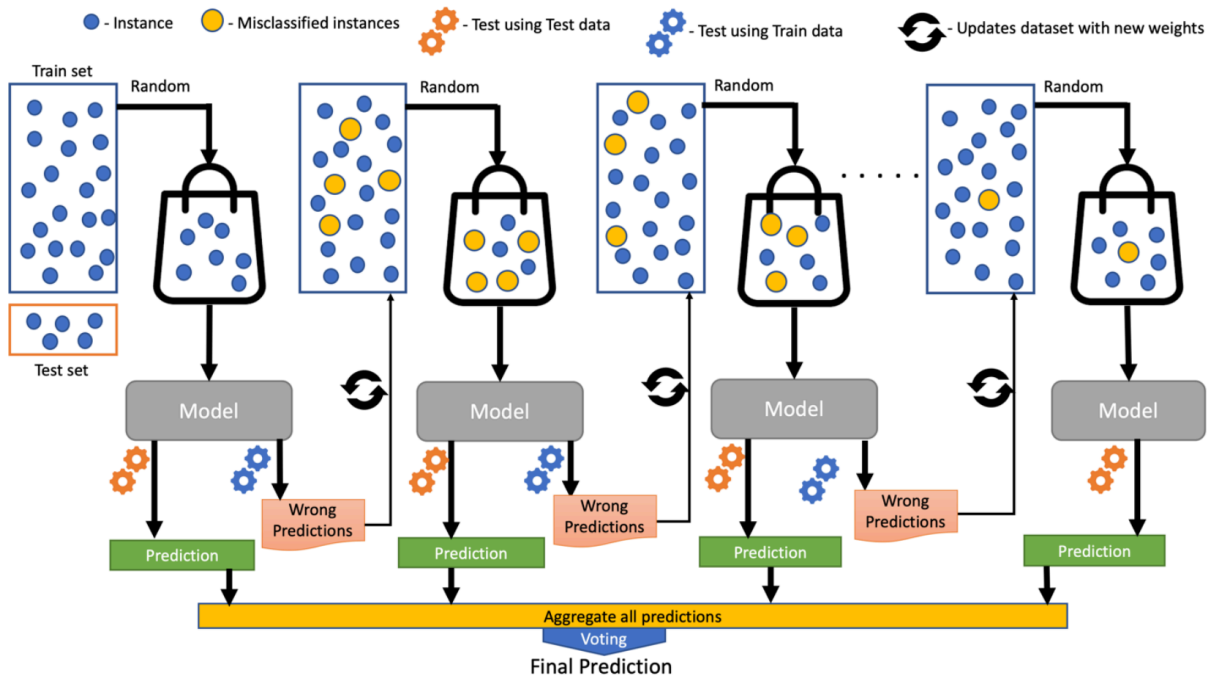 - Instance
- Misclassified instances
- Test using Test data
- Test using Train data
- Updates dataset with new weights
Train set
Random
Random
Random
Random
Test set
Model
Model
Model
Model
Wrong
Predictions
Wrong
Predictions
Wrong
Predictions
Prediction
Prediction
Prediction
Prediction
Aggregate all predictions
Voting
Final Prediction